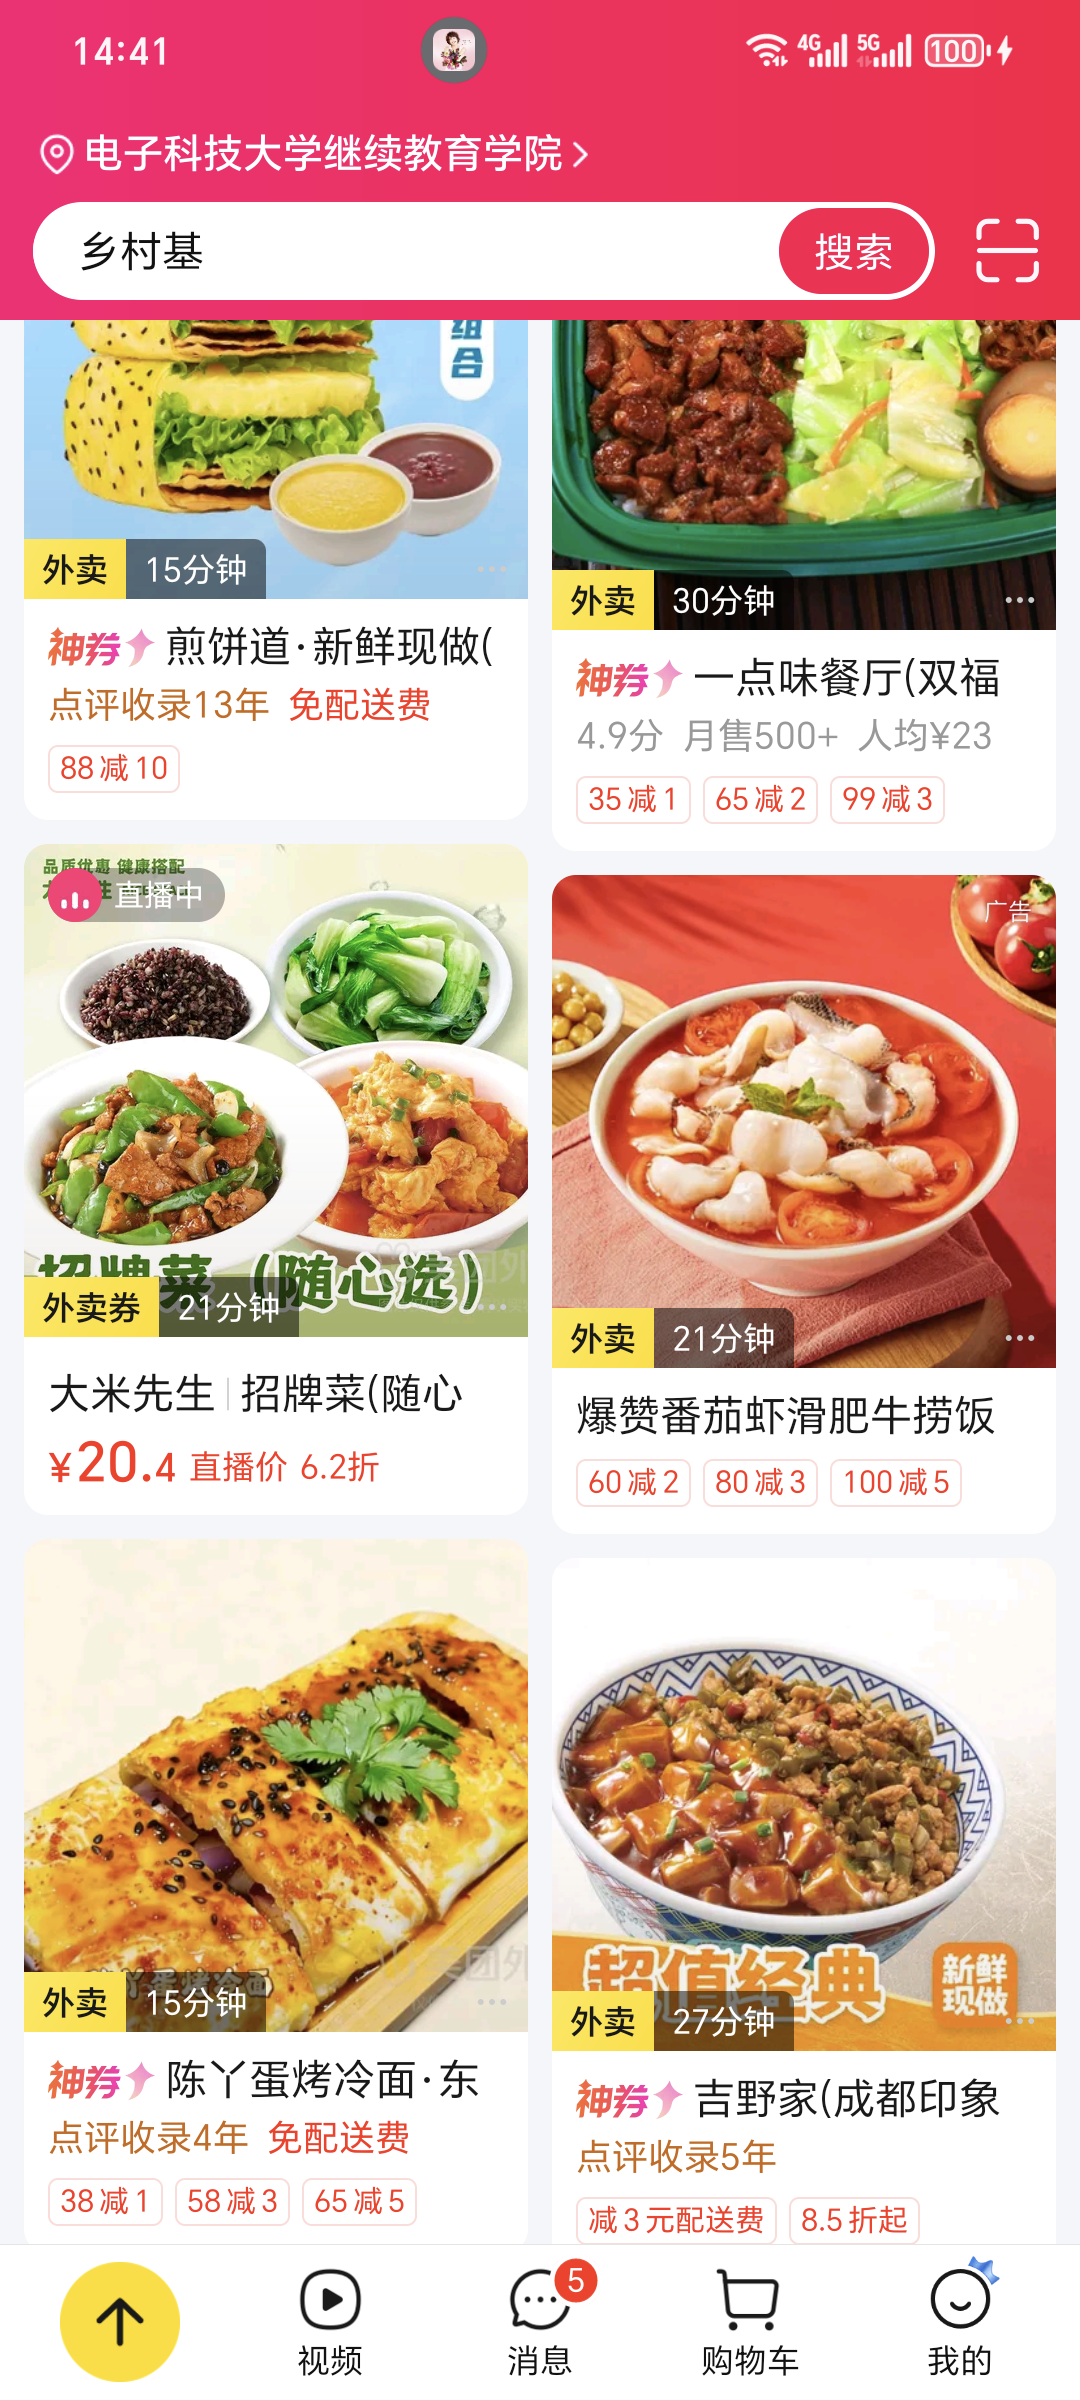 14:41
4G 5G 100
电子科技大学继续教育学院
乡村基
搜索
组合
外卖 15分钟
神券 煎饼道·新鲜现做(
点评收录13年 免配送费
88减10
外卖 30分钟
神券 一点味餐厅(双福
4.9分 月售500+ 人均¥23
35减1 65减2 99减3
品质优惠 健康搭配
直播中
招牌菜(随心选)
外卖券 21分钟
大米先生 招牌菜(随心
¥20.4 直播价 6.2折
广告
外卖 21分钟
爆赞番茄虾滑肥牛捞饭
60减2 80减3 100减5
美团外
外卖 15分钟
神券 陈丫蛋烤冷面·东
点评收录4年 免配送费
38减1 58减3 65减5
超值经典
新鲜现做
外卖 27分钟
神券 吉野家(成都印象
点评收录5年
减3元配送费 8.5折起
视频
消息
5
购物车
我的